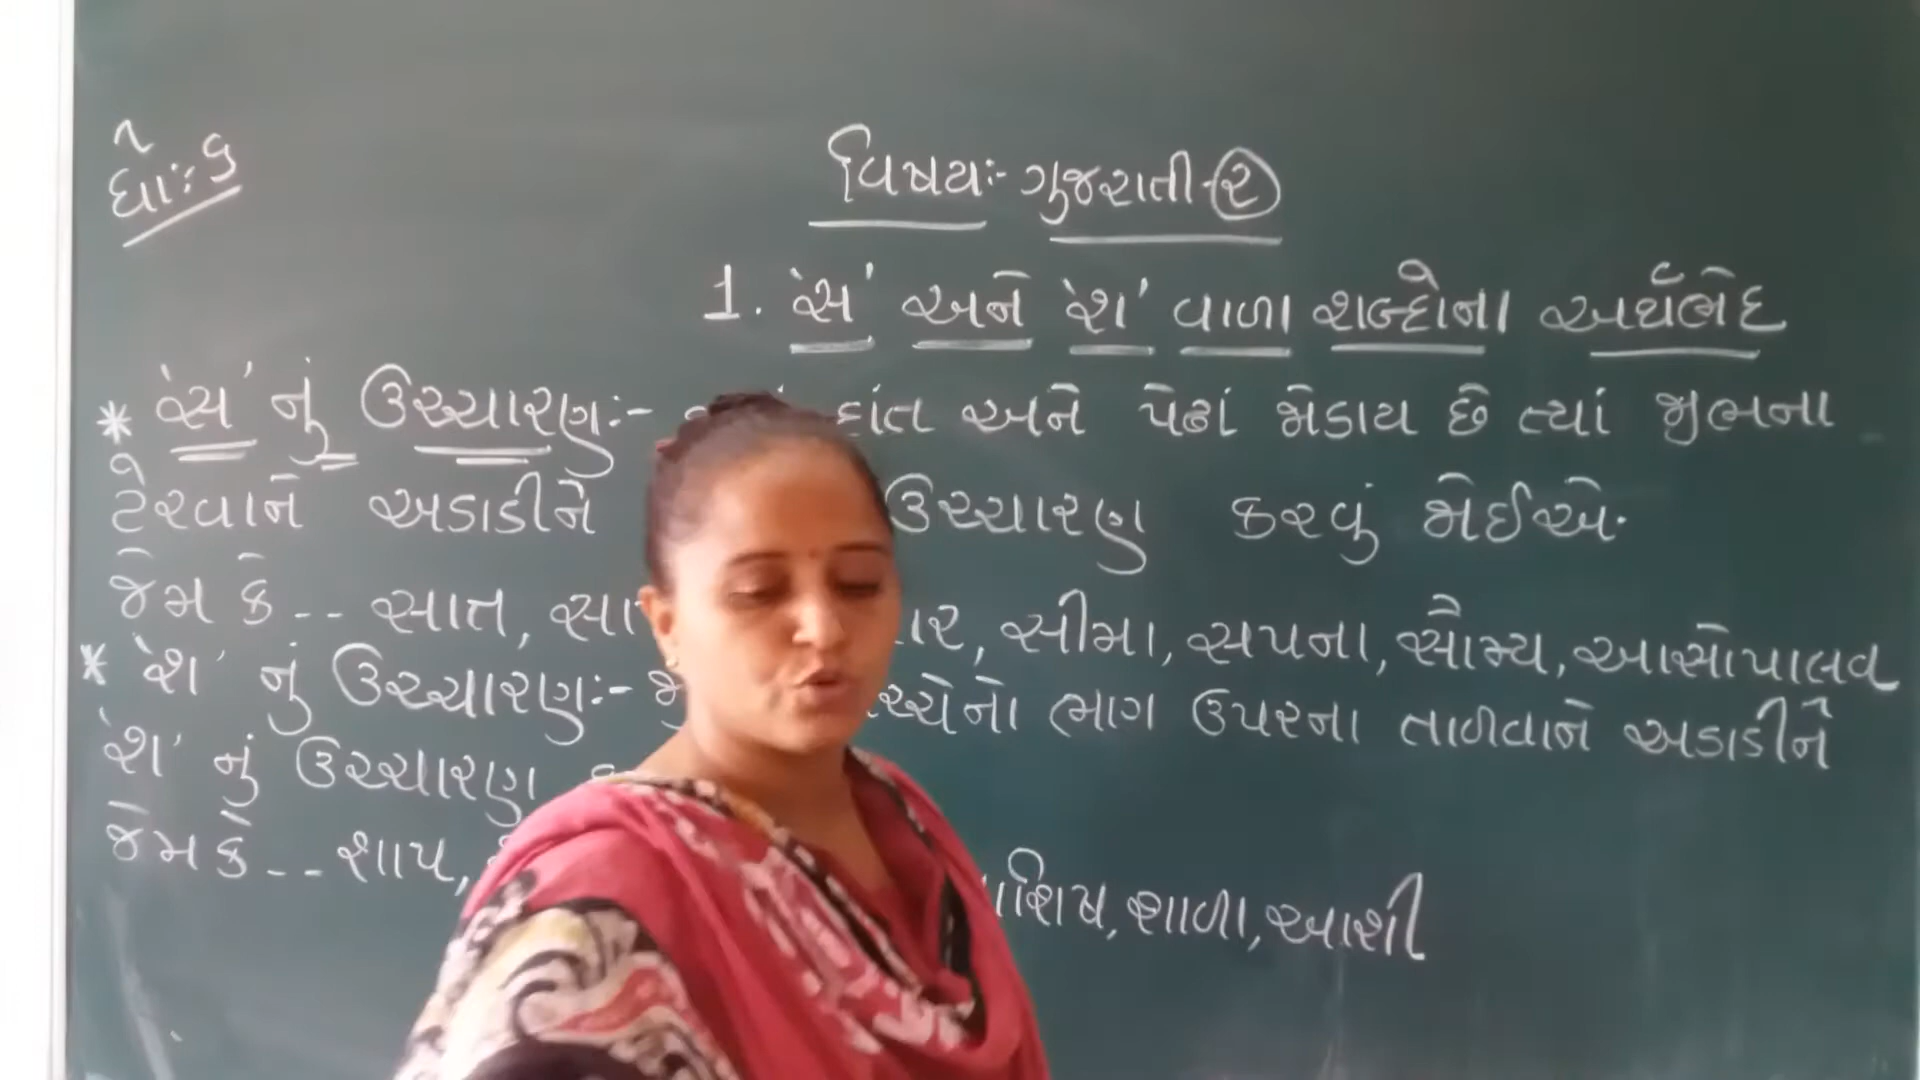 ધો:- ૬
વિષય:- ગુજરાતી-૨
1. 'સ' અને 'શ' વાળા શબ્દોના અર્થભેદ
* 'સ' નું ઉચ્ચારણ:- દાંત અને પેઢાં જોડાય છે ત્યાં જીભના
ટેરવાને અડાડીને ઉચ્ચારણ કરવું જોઈએ.
જેમ કે -- સાત, સીમા, સપના, સૌમ્ય, આસોપાલવ
* 'શ' નું ઉચ્ચારણ:- ભાગ ઉપરના તાળવાને અડાડીને
'શ' નું ઉચ્ચારણ
જેમ કે -- શાપ, શાળા, આશી